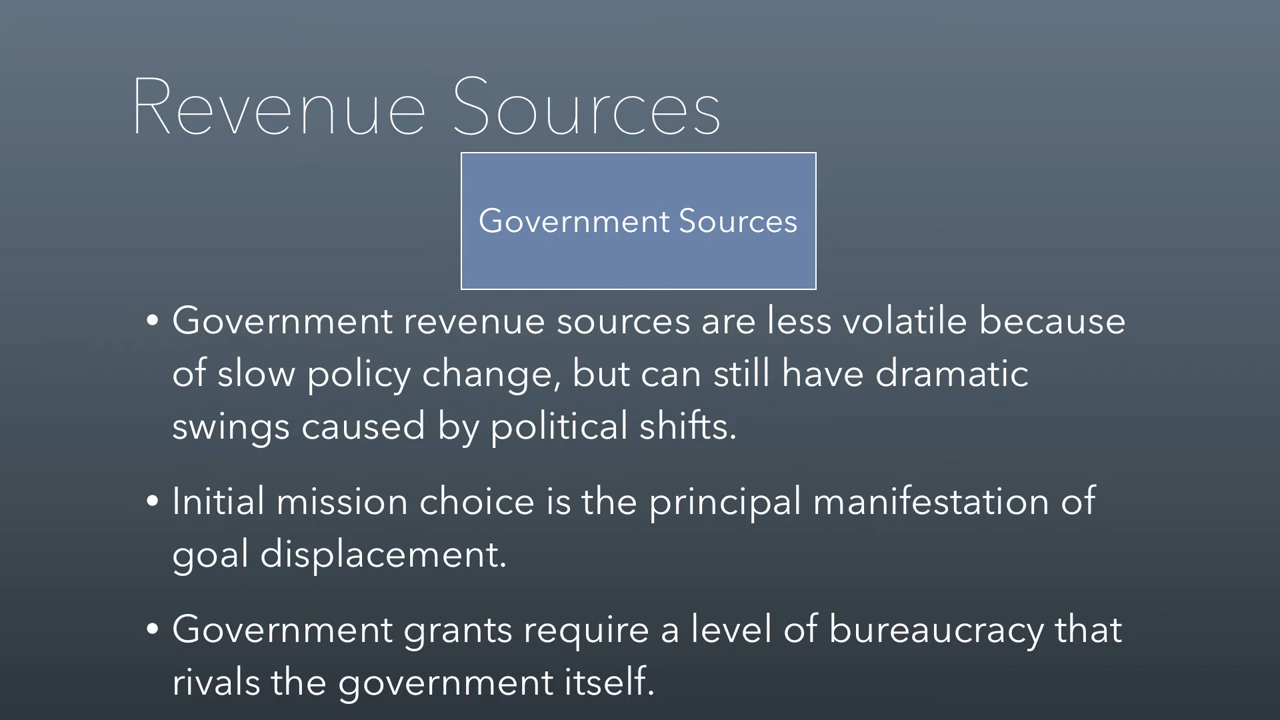 Revenue Sources
Government Sources
• Government revenue sources are less volatile because
of slow policy change, but can still have dramatic
swings caused by political shifts.
• Initial mission choice is the principal manifestation of
goal displacement.
• Government grants require a level of bureaucracy that
rivals the government itself.